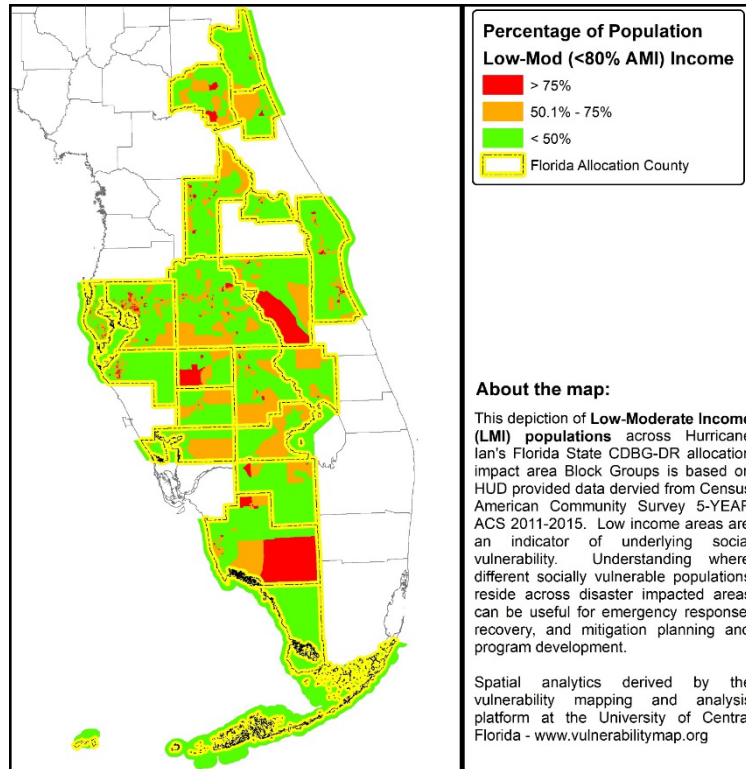 Percentage of Population
Low-Mod (<80% AMI) Income
> 75%
50.1% - 75%
< 50%
Florida Allocation County
About the map:
This depiction of Low-Moderate Income
(LMI) populations across Hurricane
Ian's Florida State CDBG-DR allocation
impact area Block Groups is based on
HUD provided data dervied from Census
American Community Survey 5-YEAR
ACS 2011-2015. Low income areas are
an indicator of underlying social
vulnerability. Understanding where
different socially vulnerable populations
reside across disaster impacted areas
can be useful for emergency response,
recovery, and mitigation planning and
program development.
Spatial analytics derived by the
vulnerability mapping and analysis
platform at the University of Central
Florida - www.vulnerabilitymap.org